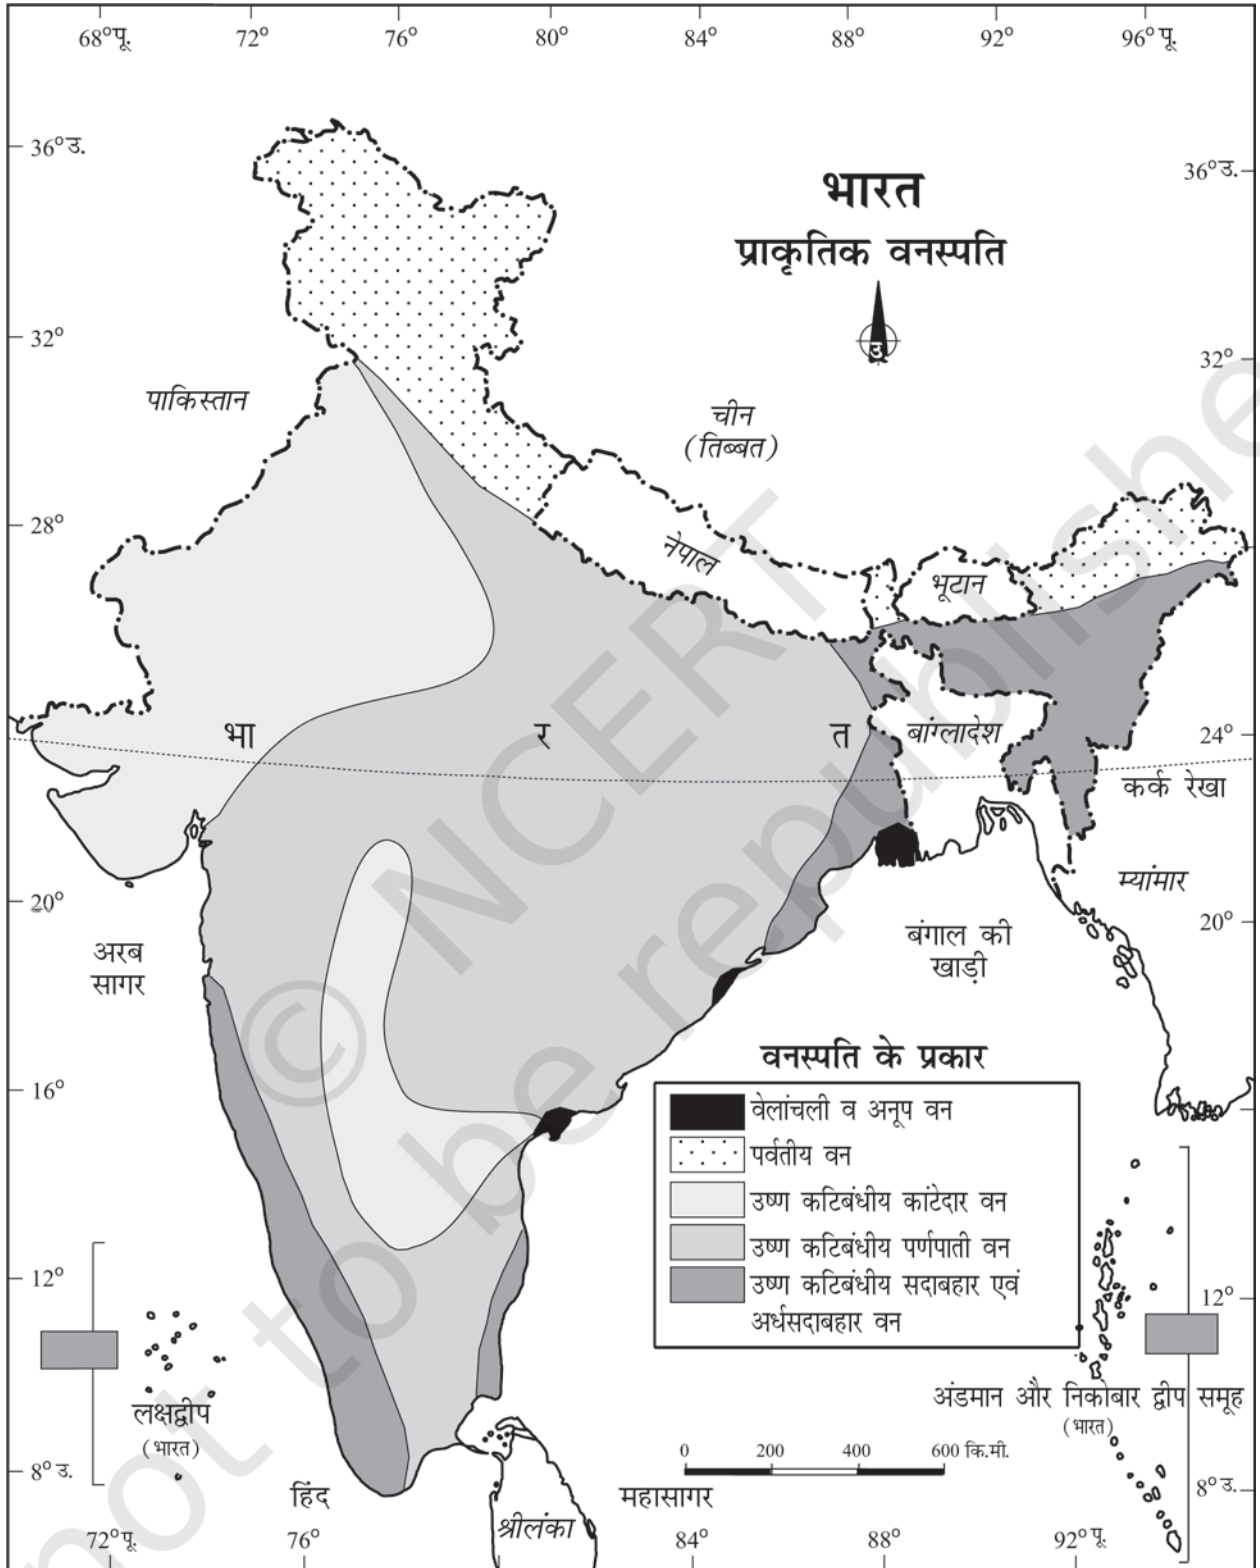 68°पू. 72° 76° 80° 84° 88° 92° 96° पू.
36°उ.
36°उ.
भारत
प्राकृतिक वनस्पति
उ
32°
32°
पाकिस्तान
चीन
(तिब्बत)
28°
नेपाल
भूटान
भा र त
बांग्लादेश
24°
कर्क रेखा
म्यांमार
20°
20°
अरब
सागर
बंगाल की
खाड़ी
वनस्पति के प्रकार
16°
वेलांचली व अनूप वन
पर्वतीय वन
उष्ण कटिबंधीय कांटेदार वन
उष्ण कटिबंधीय पर्णपाती वन
उष्ण कटिबंधीय सदाबहार एवं
अर्धसदाबहार वन
12°
12°
लक्षद्वीप
(भारत)
अंडमान और निकोबार द्वीप समूह
(भारत)
0 200 400 600 कि.मी.
8° उ.
8° उ.
हिंद महासागर
श्रीलंका
72°पू. 76° 84° 88° 92° पू.
© NCERT
not to be republished